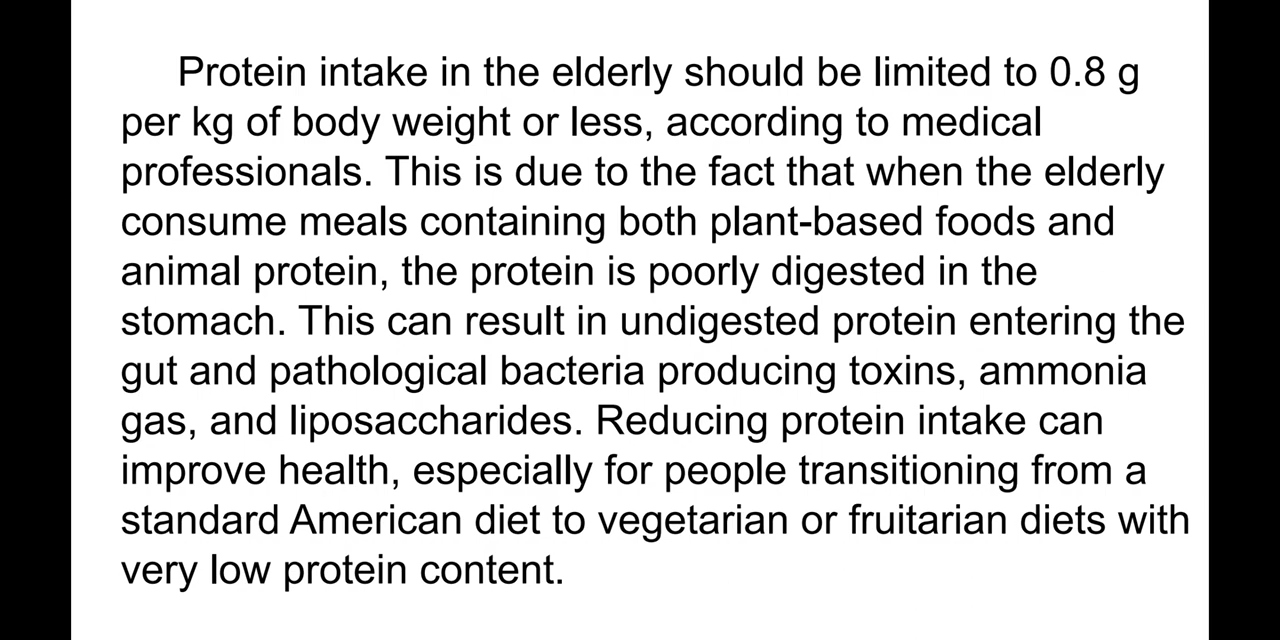 Protein intake in the elderly should be limited to 0.8 g
per kg of body weight or less, according to medical
professionals. This is due to the fact that when the elderly
consume meals containing both plant-based foods and
animal protein, the protein is poorly digested in the
stomach. This can result in undigested protein entering the
gut and pathological bacteria producing toxins, ammonia
gas, and liposaccharides. Reducing protein intake can
improve health, especially for people transitioning from a
standard American diet to vegetarian or fruitarian diets with
very low protein content.